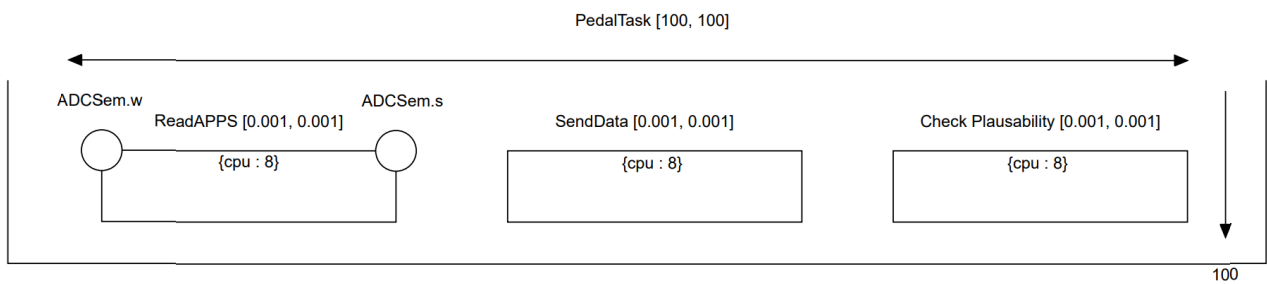 PedalTask [100, 100]
ADCSem.w
ADCSem.s
ReadAPPS [0.001, 0.001]
SendData [0.001, 0.001]
Check Plausability [0.001, 0.001]
{cpu : 8}
{cpu : 8}
{cpu : 8}
100